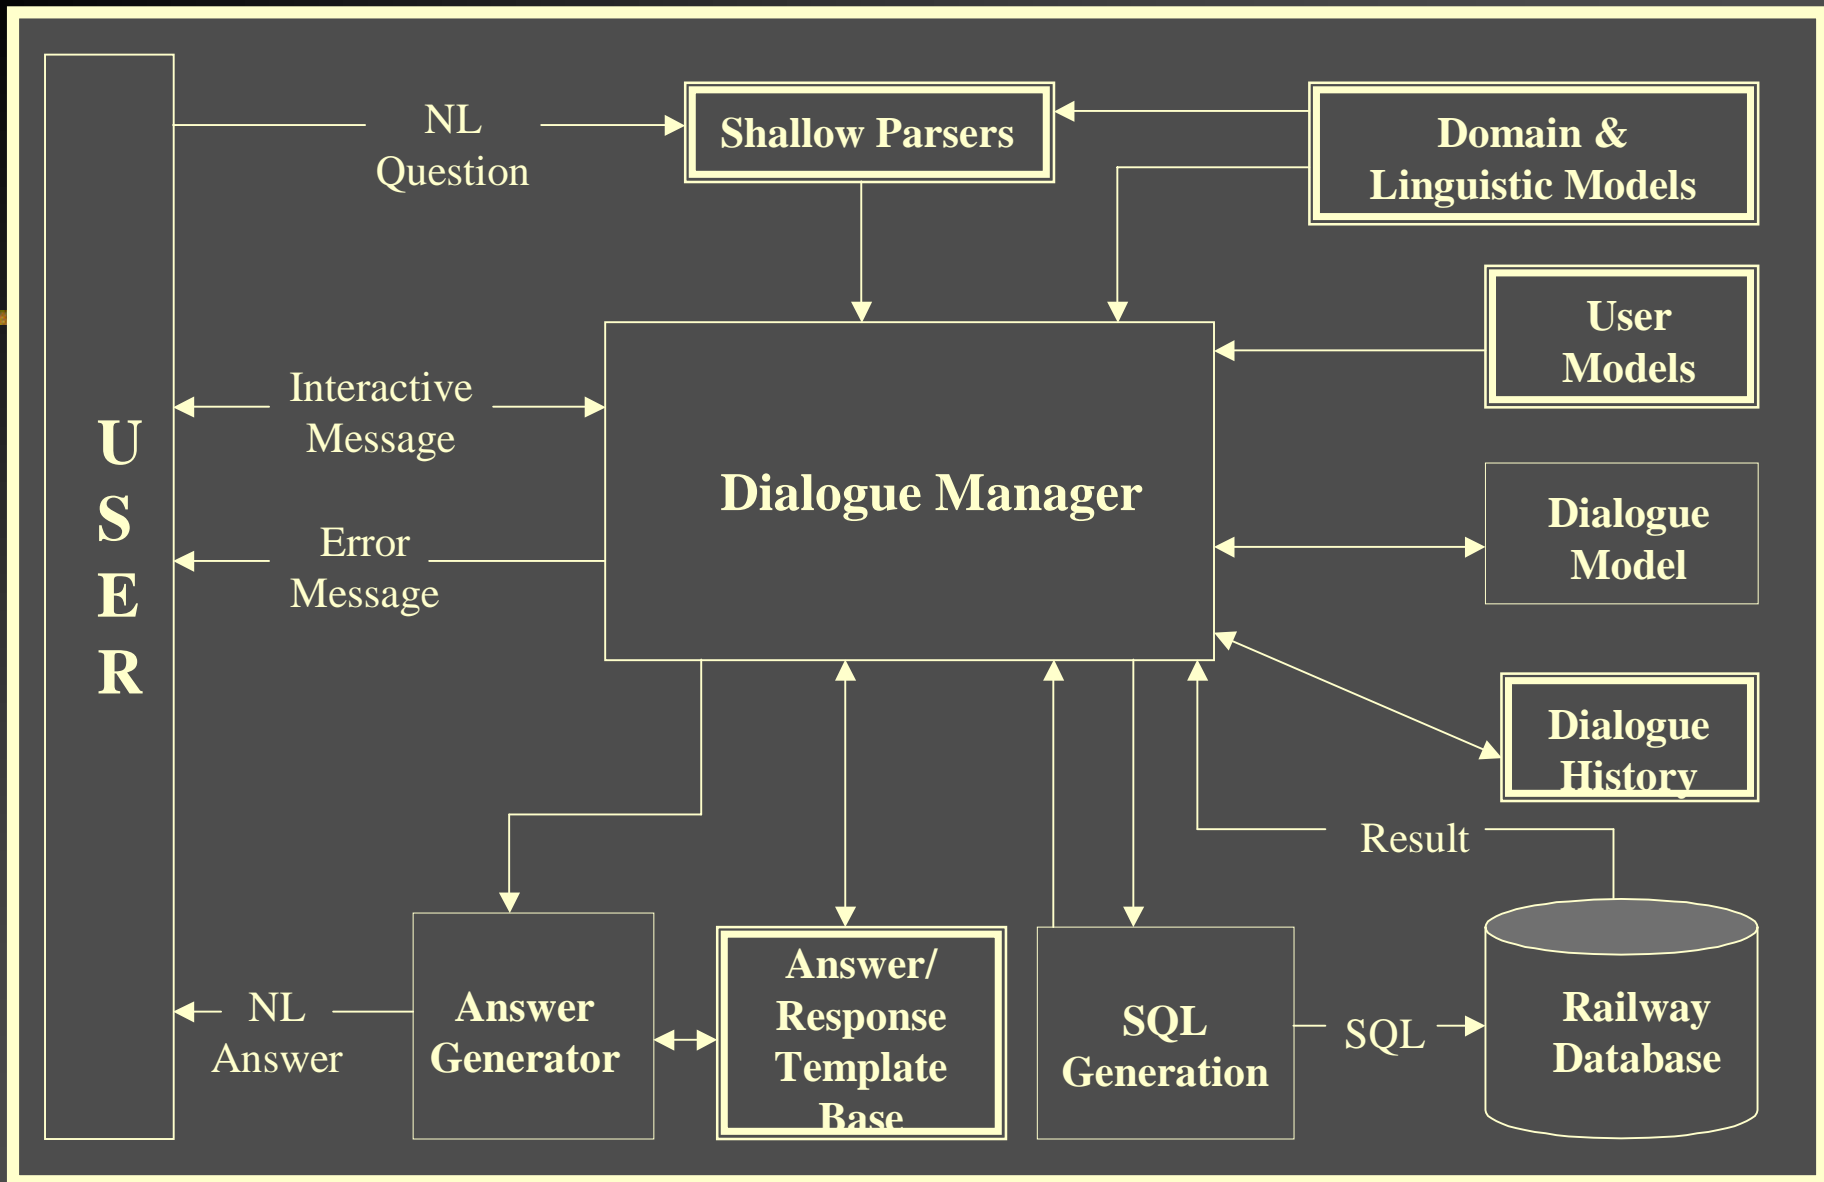 NL
Question
Shallow Parsers
Domain &
Linguistic Models
User
Models
Interactive
Message
U
S
E
R
Dialogue Manager
Dialogue
Model
Error
Message
Dialogue
History
Result
NL
Answer
Answer
Generator
Answer/
Response
Template
Base
SQL
Generation
SQL
Railway
Database